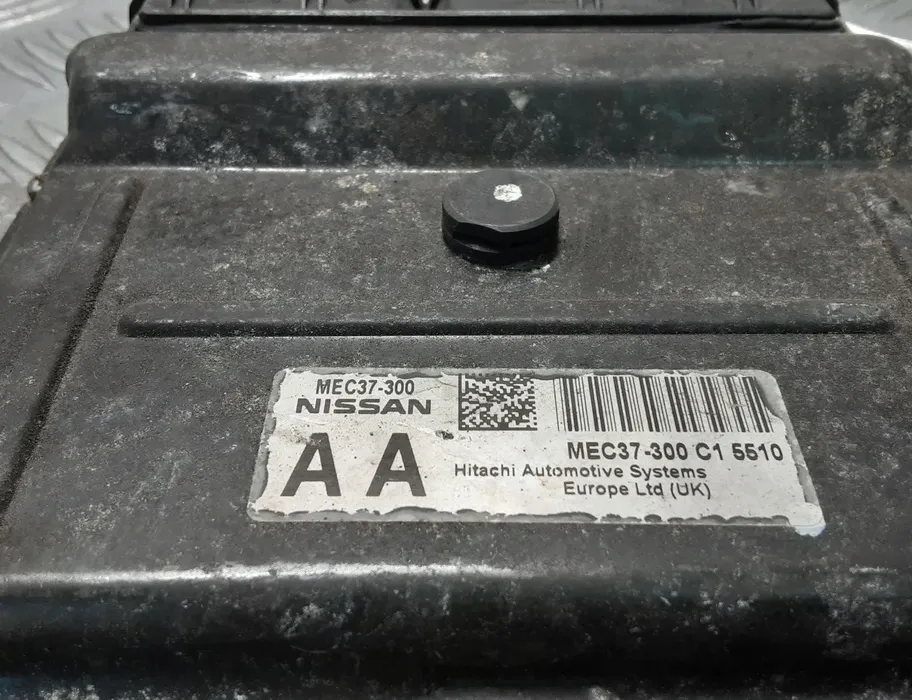 MEC37-300
NISSAN
AA
MEC37-300 C1 5510
Hitachi Automotive Systems
Europe Ltd (UK)